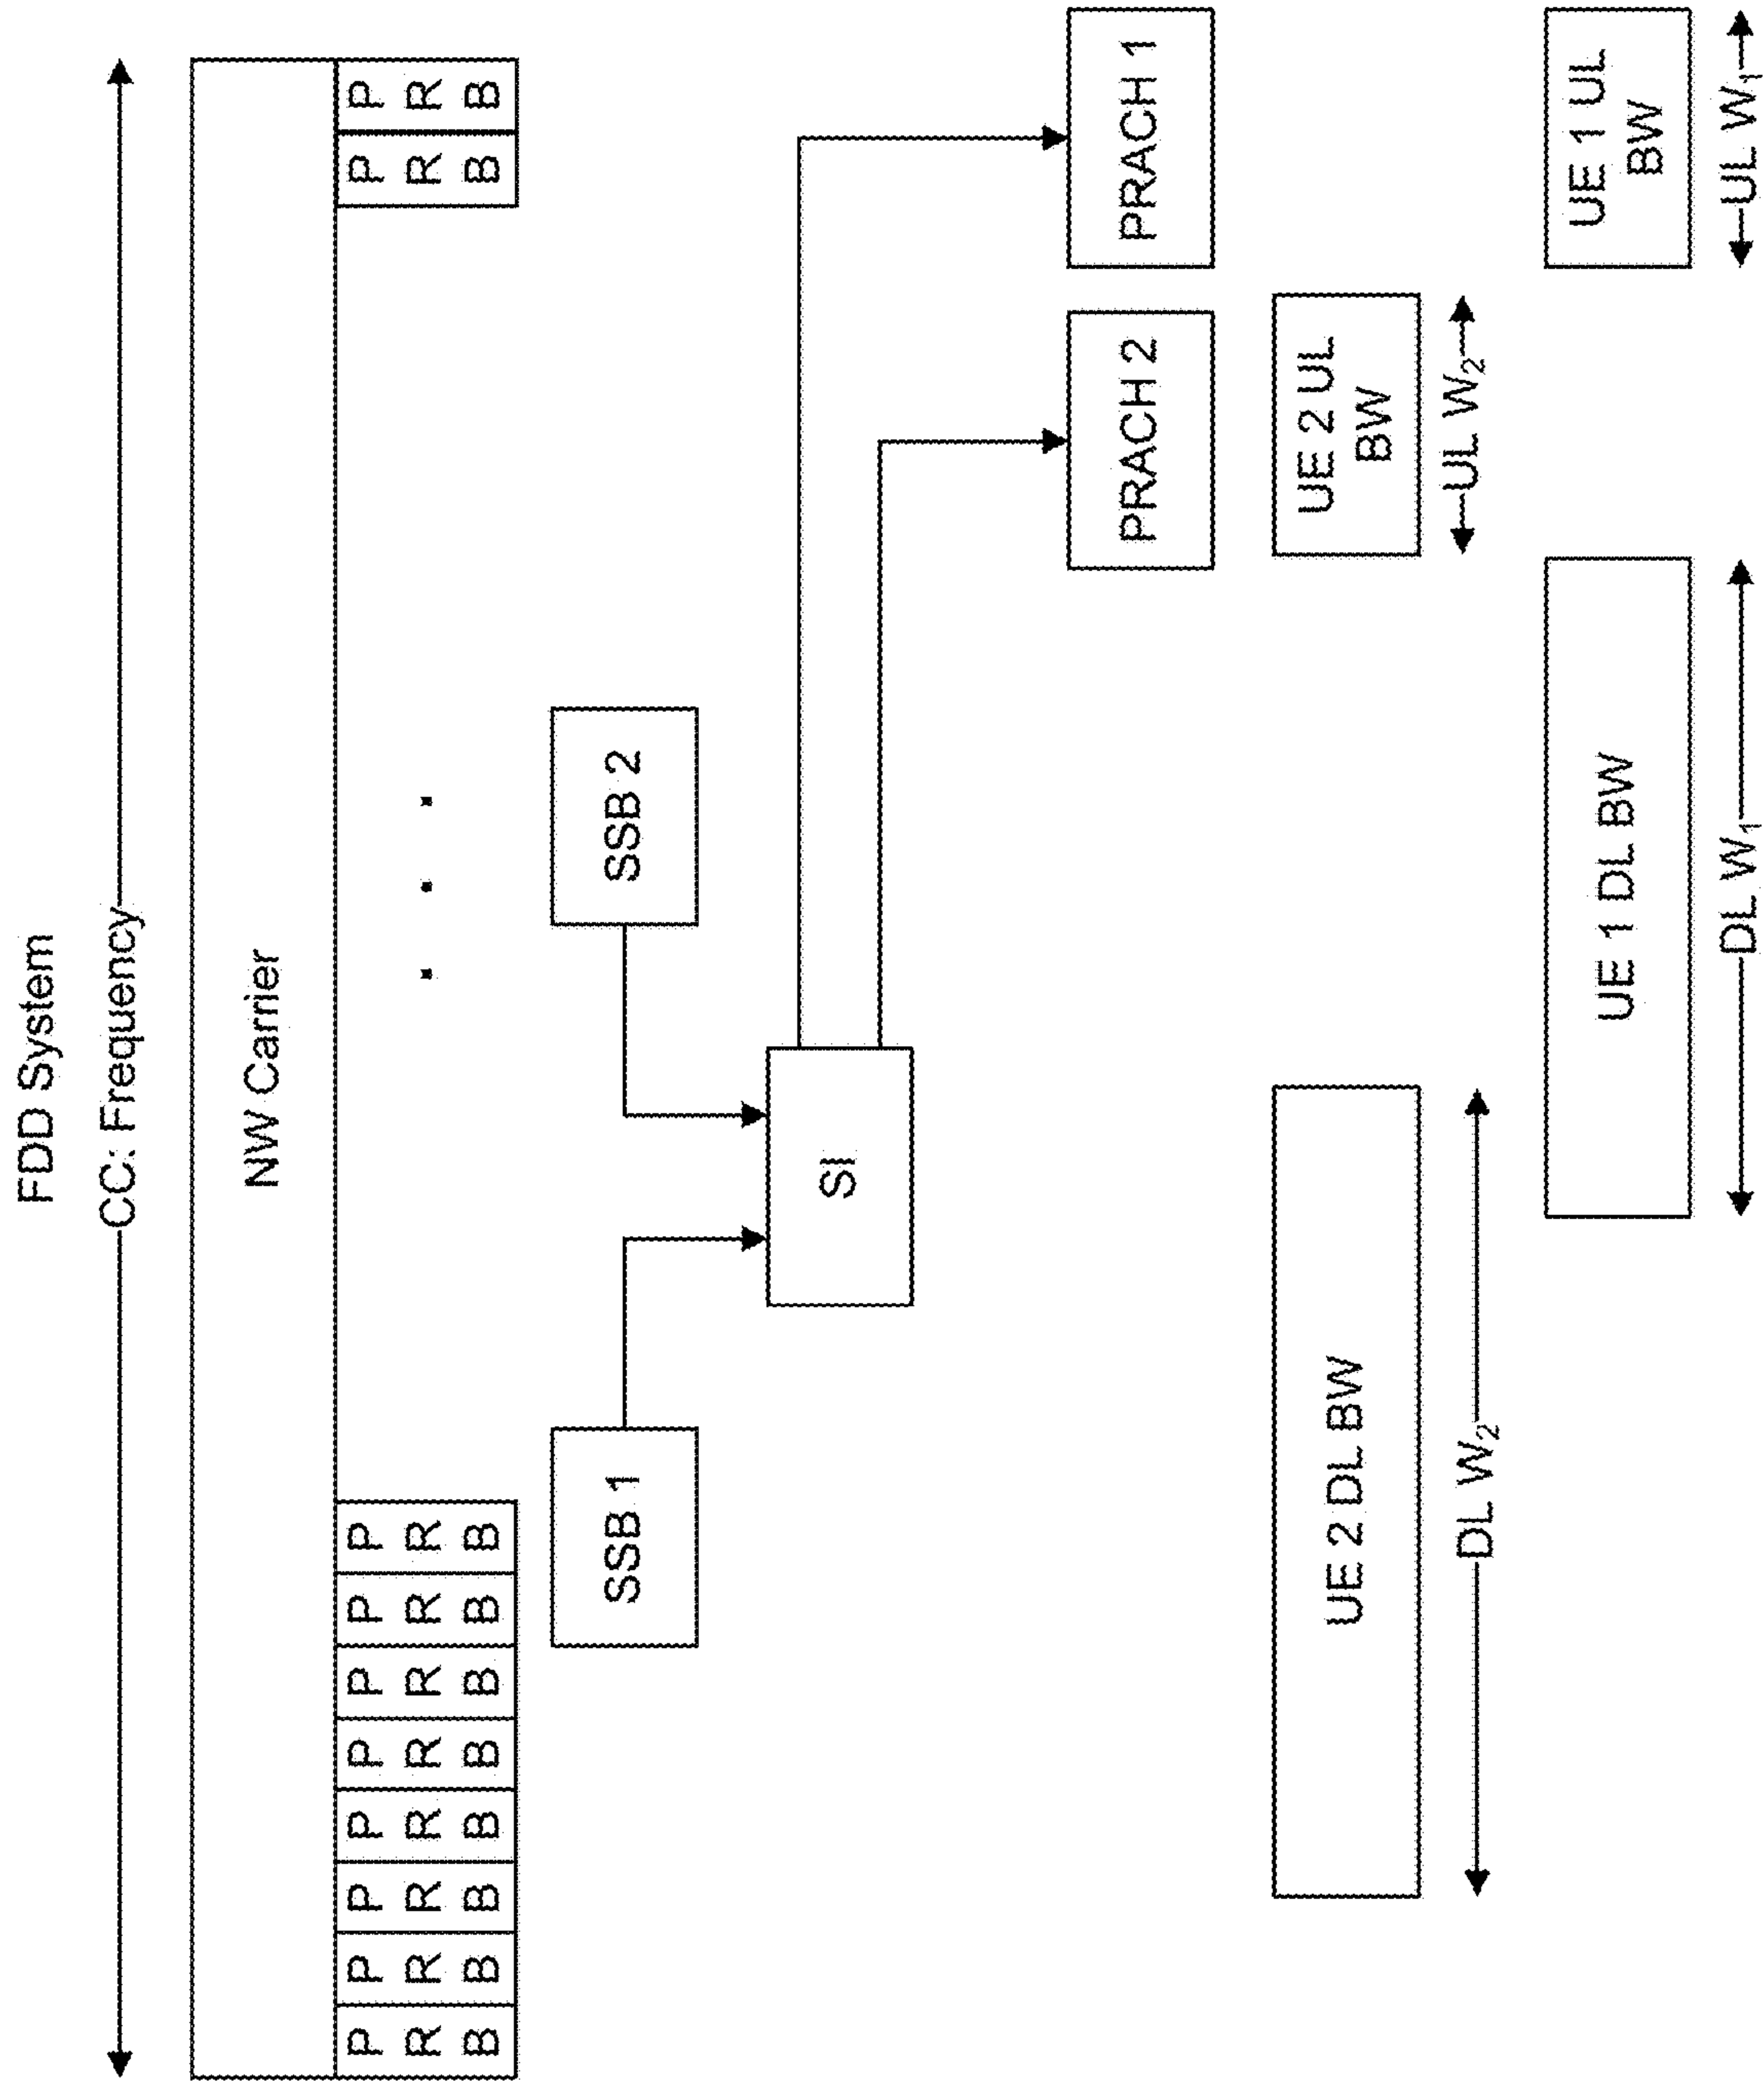 FDD System
CC: Frequency
NW Carrier
P R B P R B P R B P R B P R B P R B P R B P R B . . . P R B P R B
SSB 1
SSB 2
SI
PRACH 2
PRACH 1
UE 2 DL BW
UE 2 UL
BW
DL W₂
UL W₂
UE 1 DL BW
UE 1 UL
BW
DL W₁
UL W₁